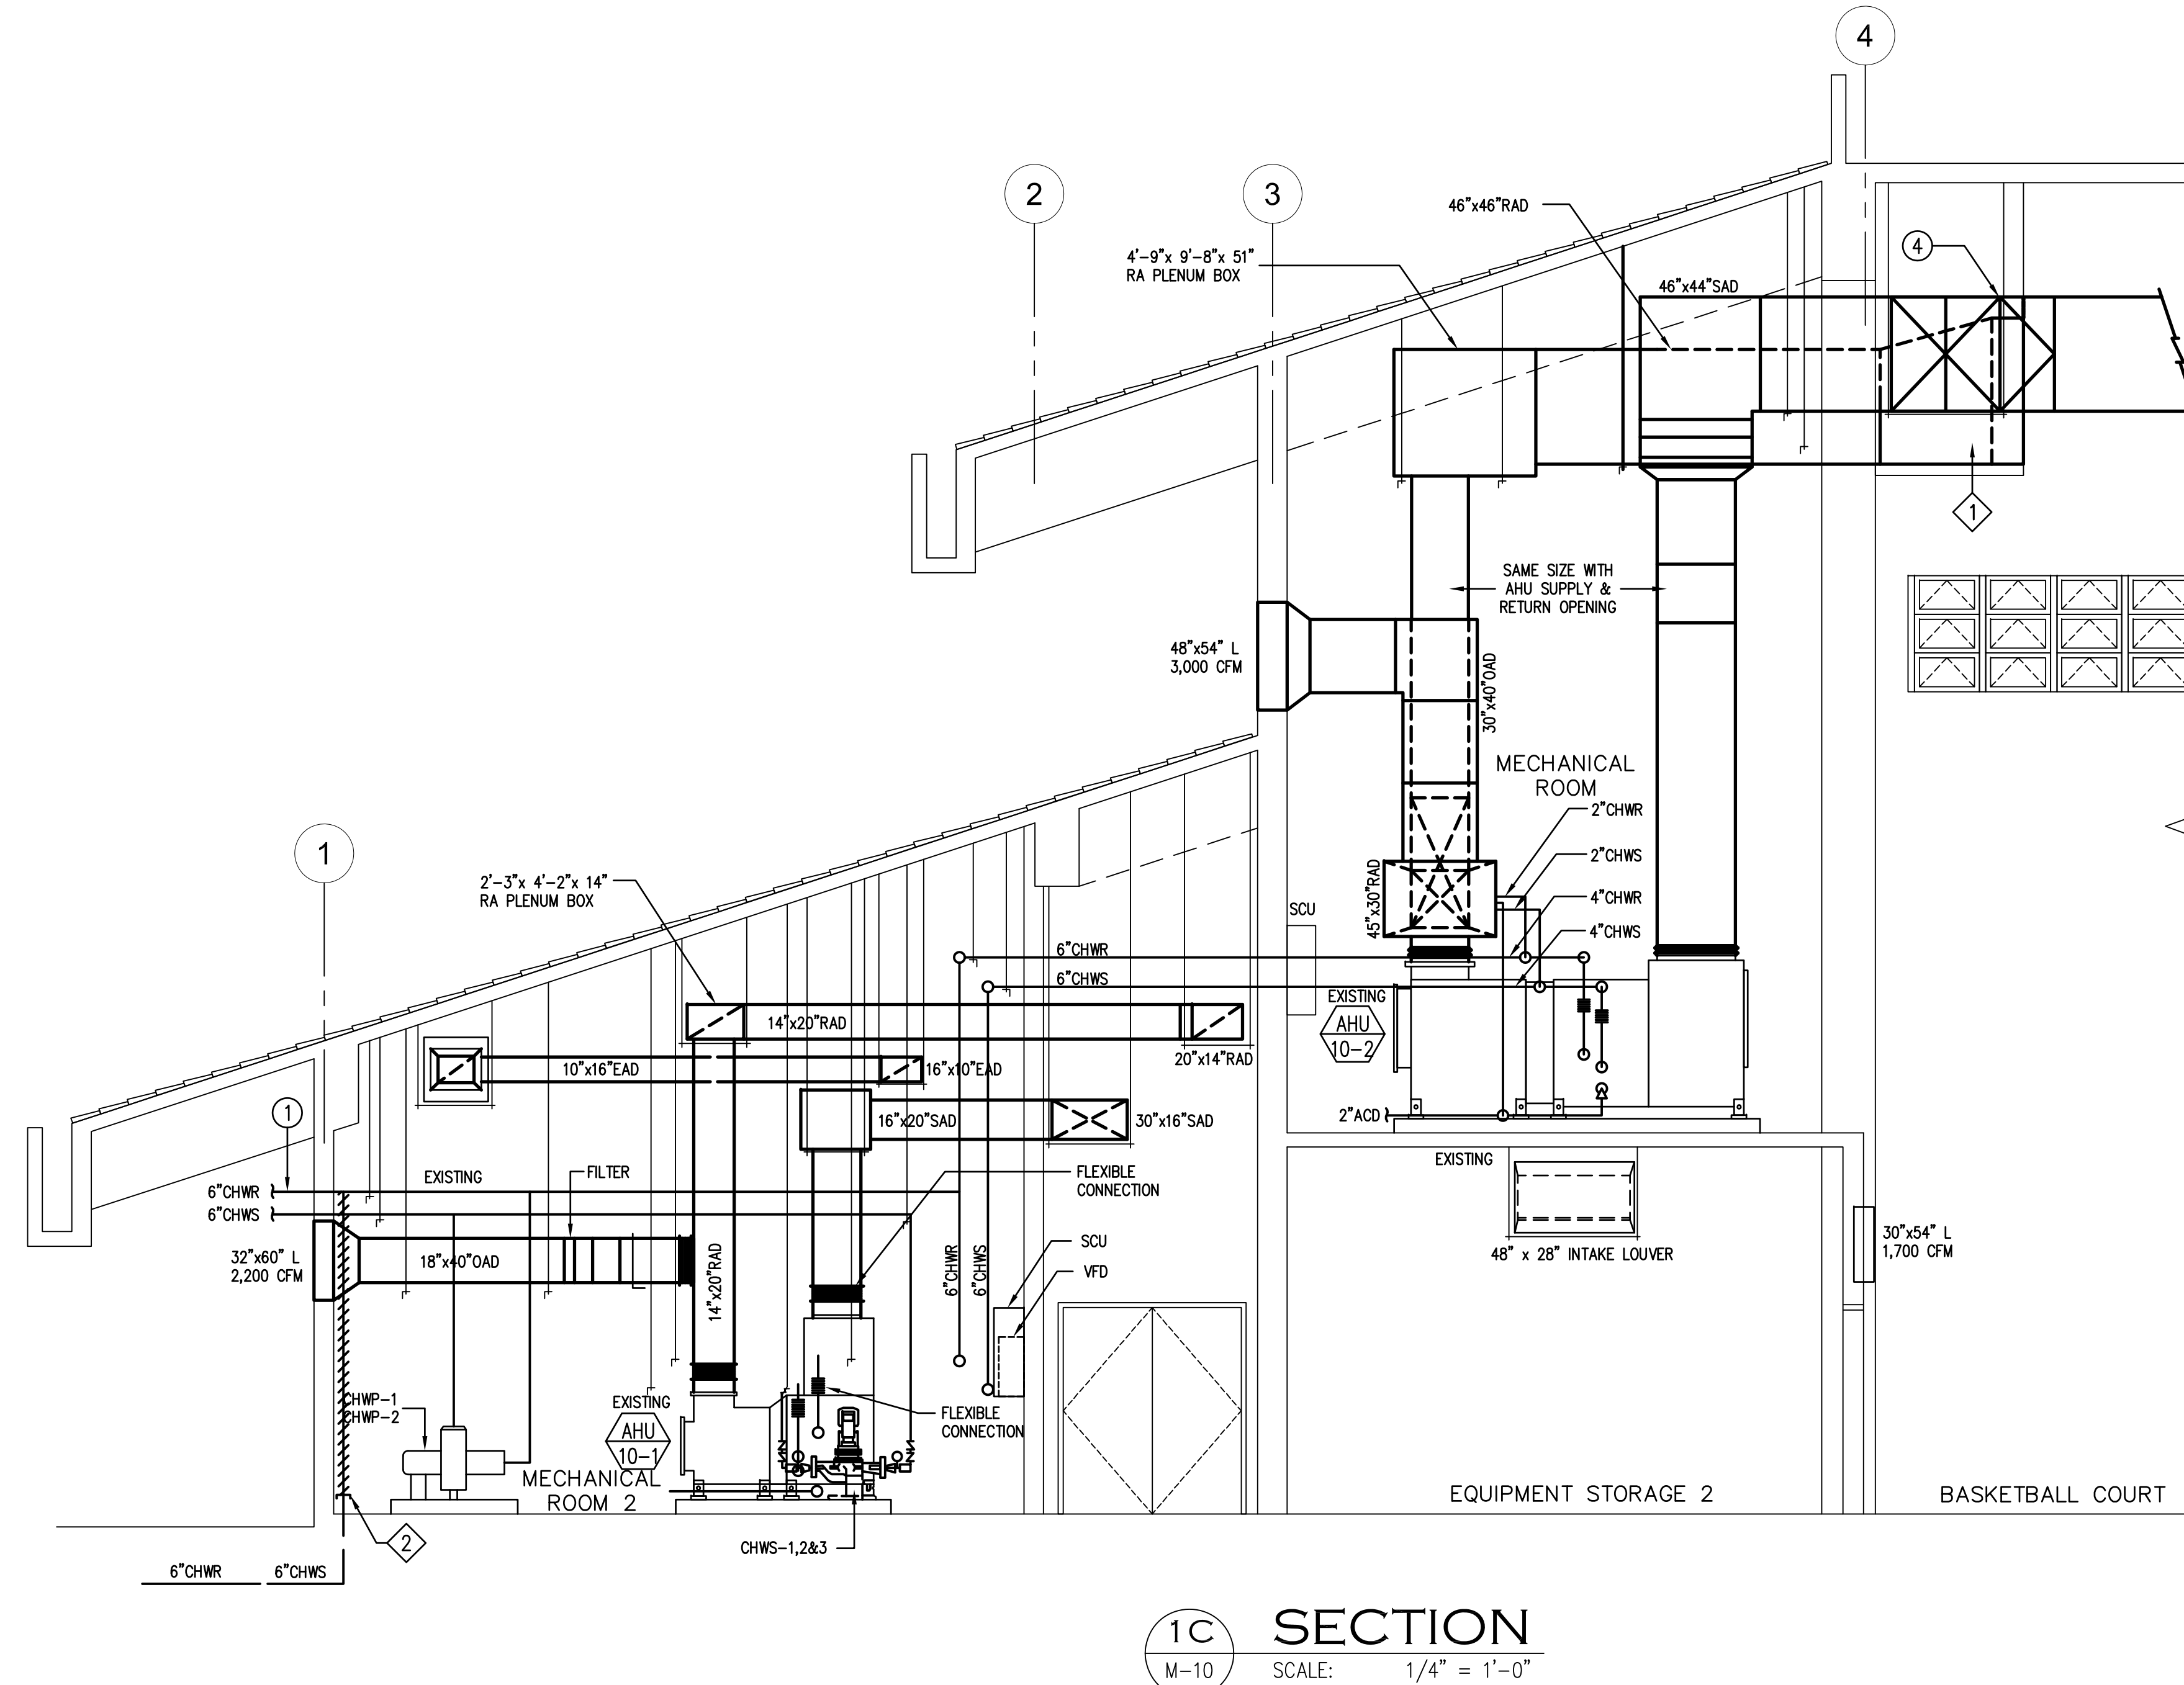 4
2
3
46"x46"RAD
4
4'-9"x 9'-8"x 51"
RA PLENUM BOX
46"x44"SAD
1
SAME SIZE WITH
AHU SUPPLY &
RETURN OPENING
48"x54" L
3,000 CFM
30"x40"OAD
MECHANICAL
ROOM
2"CHWR
2"CHWS
4"CHWR
4"CHWS
1
2'-3"x 4'-2"x 14"
RA PLENUM BOX
45"x30"RAD
SCU
6"CHWR
6"CHWS
EXISTING
AHU
10-2
14"x20"RAD
20"x14"RAD
10"x16"EAD
16"x10"EAD
1
16"x20"SAD
30"x16"SAD
2"ACD
EXISTING
EXISTING
FILTER
FLEXIBLE
CONNECTION
6"CHWR
6"CHWS
32"x60" L
2,200 CFM
18"x40"OAD
14"x20"RAD
6"CHWR
6"CHWS
SCU
VFD
48" x 28" INTAKE LOUVER
30"x54" L
1,700 CFM
CHWP-1
CHWP-2
EXISTING
AHU
10-1
FLEXIBLE
CONNECTION
MECHANICAL
ROOM 2
EQUIPMENT STORAGE 2
BASKETBALL COURT
2
CHWS-1,2&3
6"CHWR
6"CHWS
1C
M-10
SECTION
SCALE: 1/4" = 1'-0"